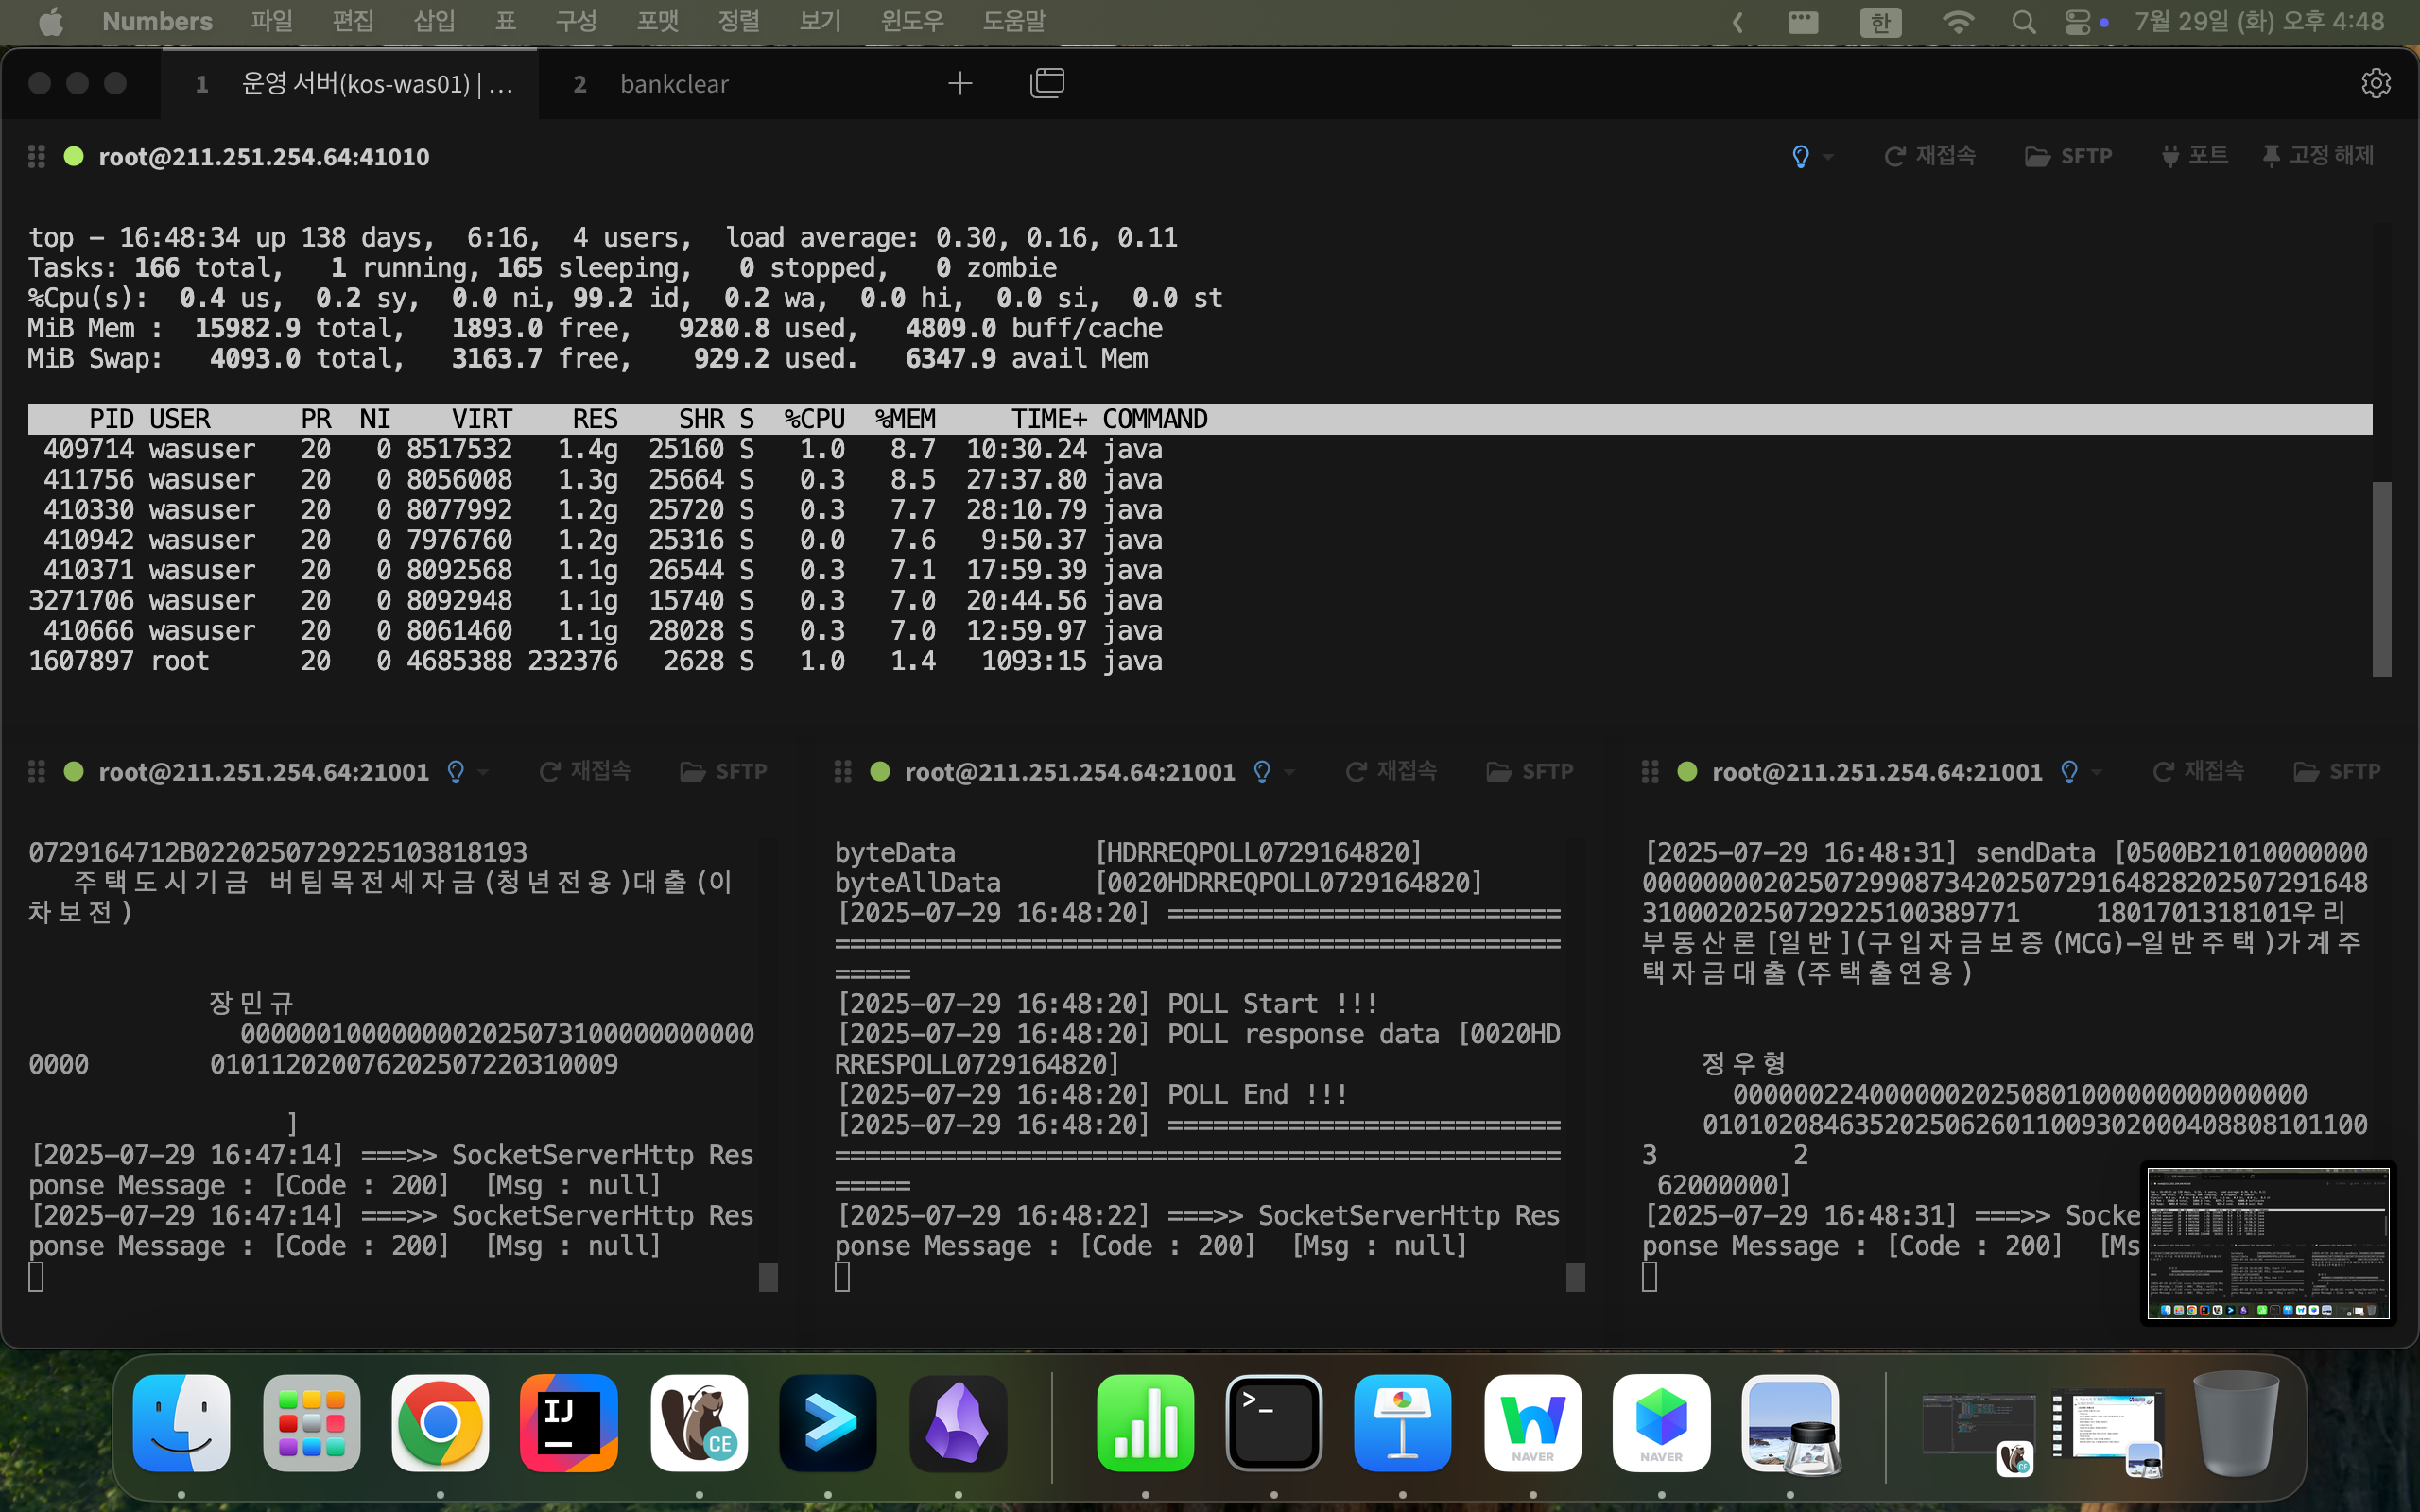 Numbers 파일 편집 삽입 표 구성 포맷 정렬 보기 윈도우 도움말 한 7월 29일 (화) 오후 4:48
1 운영 서버(kos-was01) | ... 2 bankclear
root@211.251.254.64:41010 재접속 SFTP 포트 고정 해제
top - 16:48:34 up 138 days, 6:16, 4 users, load average: 0.30, 0.16, 0.11
Tasks: 166 total, 1 running, 165 sleeping, 0 stopped, 0 zombie
%Cpu(s): 0.4 us, 0.2 sy, 0.0 ni, 99.2 id, 0.2 wa, 0.0 hi, 0.0 si, 0.0 st
MiB Mem : 15982.9 total, 1893.0 free, 9280.8 used, 4809.0 buff/cache
MiB Swap: 4093.0 total, 3163.7 free, 929.2 used. 6347.9 avail Mem
PID USER PR NI VIRT RES SHR S %CPU %MEM TIME+ COMMAND
409714 wasuser 20 0 8517532 1.4g 25160 S 1.0 8.7 10:30.24 java
411756 wasuser 20 0 8056008 1.3g 25664 S 0.3 8.5 27:37.80 java
410330 wasuser 20 0 8077992 1.2g 25720 S 0.3 7.7 28:10.79 java
410942 wasuser 20 0 7976760 1.2g 25316 S 0.0 7.6 9:50.37 java
410371 wasuser 20 0 8092568 1.1g 26544 S 0.3 7.1 17:59.39 java
3271706 wasuser 20 0 8092948 1.1g 15740 S 0.3 7.0 20:44.56 java
410666 wasuser 20 0 8061460 1.1g 28028 S 0.3 7.0 12:59.97 java
1607897 root 20 0 4685388 232376 2628 S 1.0 1.4 1093:15 java
root@211.251.254.64:21001 재접속 SFTP
0729164712B0220250729225103818193
주택도시기금 버팀목전세자금(청년전용)대출(이
차보전)
장민규
0000001000000002025073100000000000
0000 010112020076202507220310009
]
[2025-07-29 16:47:14] ===>> SocketServerHttp Res
ponse Message : [Code : 200] [Msg : null]
[2025-07-29 16:47:14] ===>> SocketServerHttp Res
ponse Message : [Code : 200] [Msg : null]
root@211.251.254.64:21001 재접속 SFTP
byteData [HDRREQPOLL0729164820]
byteAllData [0020HDRREQPOLL0729164820]
[2025-07-29 16:48:20] ==========================
================================================
=====
[2025-07-29 16:48:20] POLL Start !!!
[2025-07-29 16:48:20] POLL response data [0020HD
RRESPOLL0729164820]
[2025-07-29 16:48:20] POLL End !!!
[2025-07-29 16:48:20] ==========================
================================================
=====
[2025-07-29 16:48:22] ===>> SocketServerHttp Res
ponse Message : [Code : 200] [Msg : null]
root@211.251.254.64:21001 재접속 SFTP
[2025-07-29 16:48:31] sendData [0500B21010000000
000000002025072990873420250729164828202507291648
31000202507292251003897​71 1801701318101우리
부동산론[일반](구입자금보증(MCG)-일반주택)가계주
택자금대출(주택출연용)
정우형
00000022400000020250801000000000000000
01010208463520250626011009302000408808101100
3 2
62000000]
[2025-07-29 16:48:31] ===>> Socke
ponse Message : [Code : 200] [Ms
IJ
CE
>_
NAVER
NAVER
CE